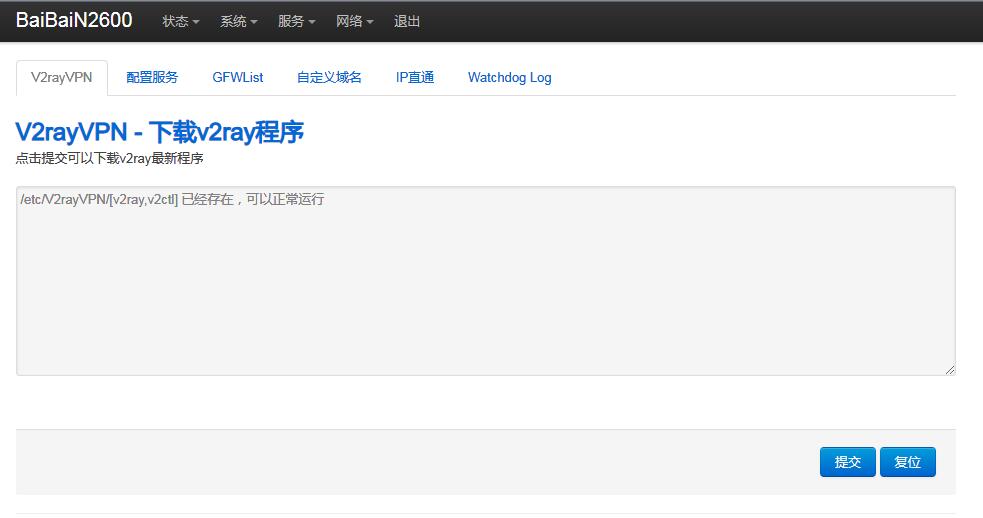 BaiBaiN2600 状态 系统 服务 网络 退出
V2rayVPN 配置服务 GFWList 自定义域名 IP直通 Watchdog Log
V2rayVPN - 下载v2ray程序
点击提交可以下载v2ray最新程序
/etc/V2rayVPN/[v2ray,v2ctl] 已经存在，可以正常运行
提交 复位